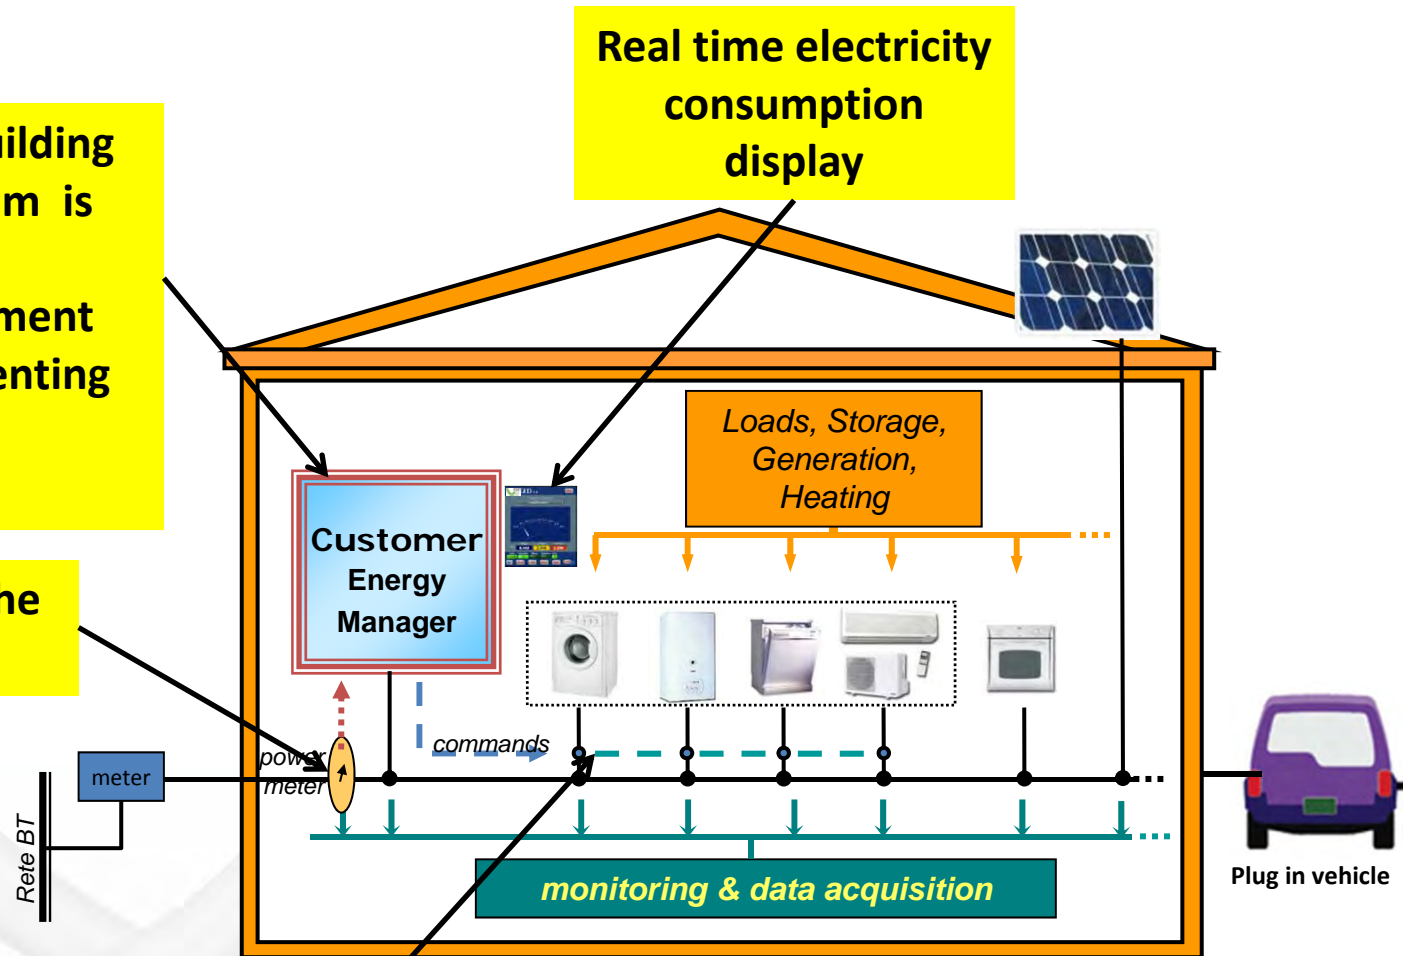 Real time electricity
consumption
display
uilding
m is
ment
enting
he
Loads, Storage,
Generation,
Heating
Customer
Energy
Manager
commands
power
meter
meter
Rete BT
monitoring & data acquisition
Plug in vehicle